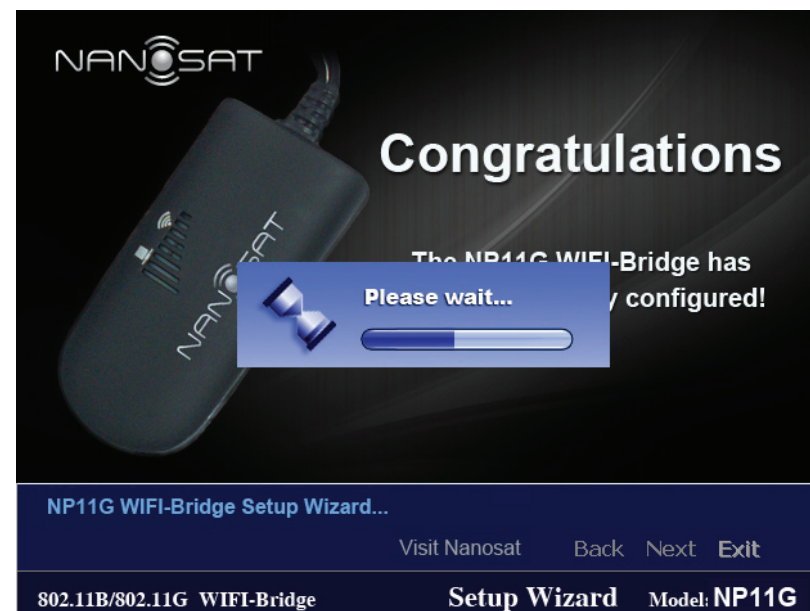 NANOSAT
Congratulations
NANOSAT
The NP11G WIFI-Bridge has
y configured!
Please wait...
NP11G WIFI-Bridge Setup Wizard...
Visit Nanosat Back Next Exit
802.11B/802.11G WIFI-Bridge Setup Wizard Model: NP11G